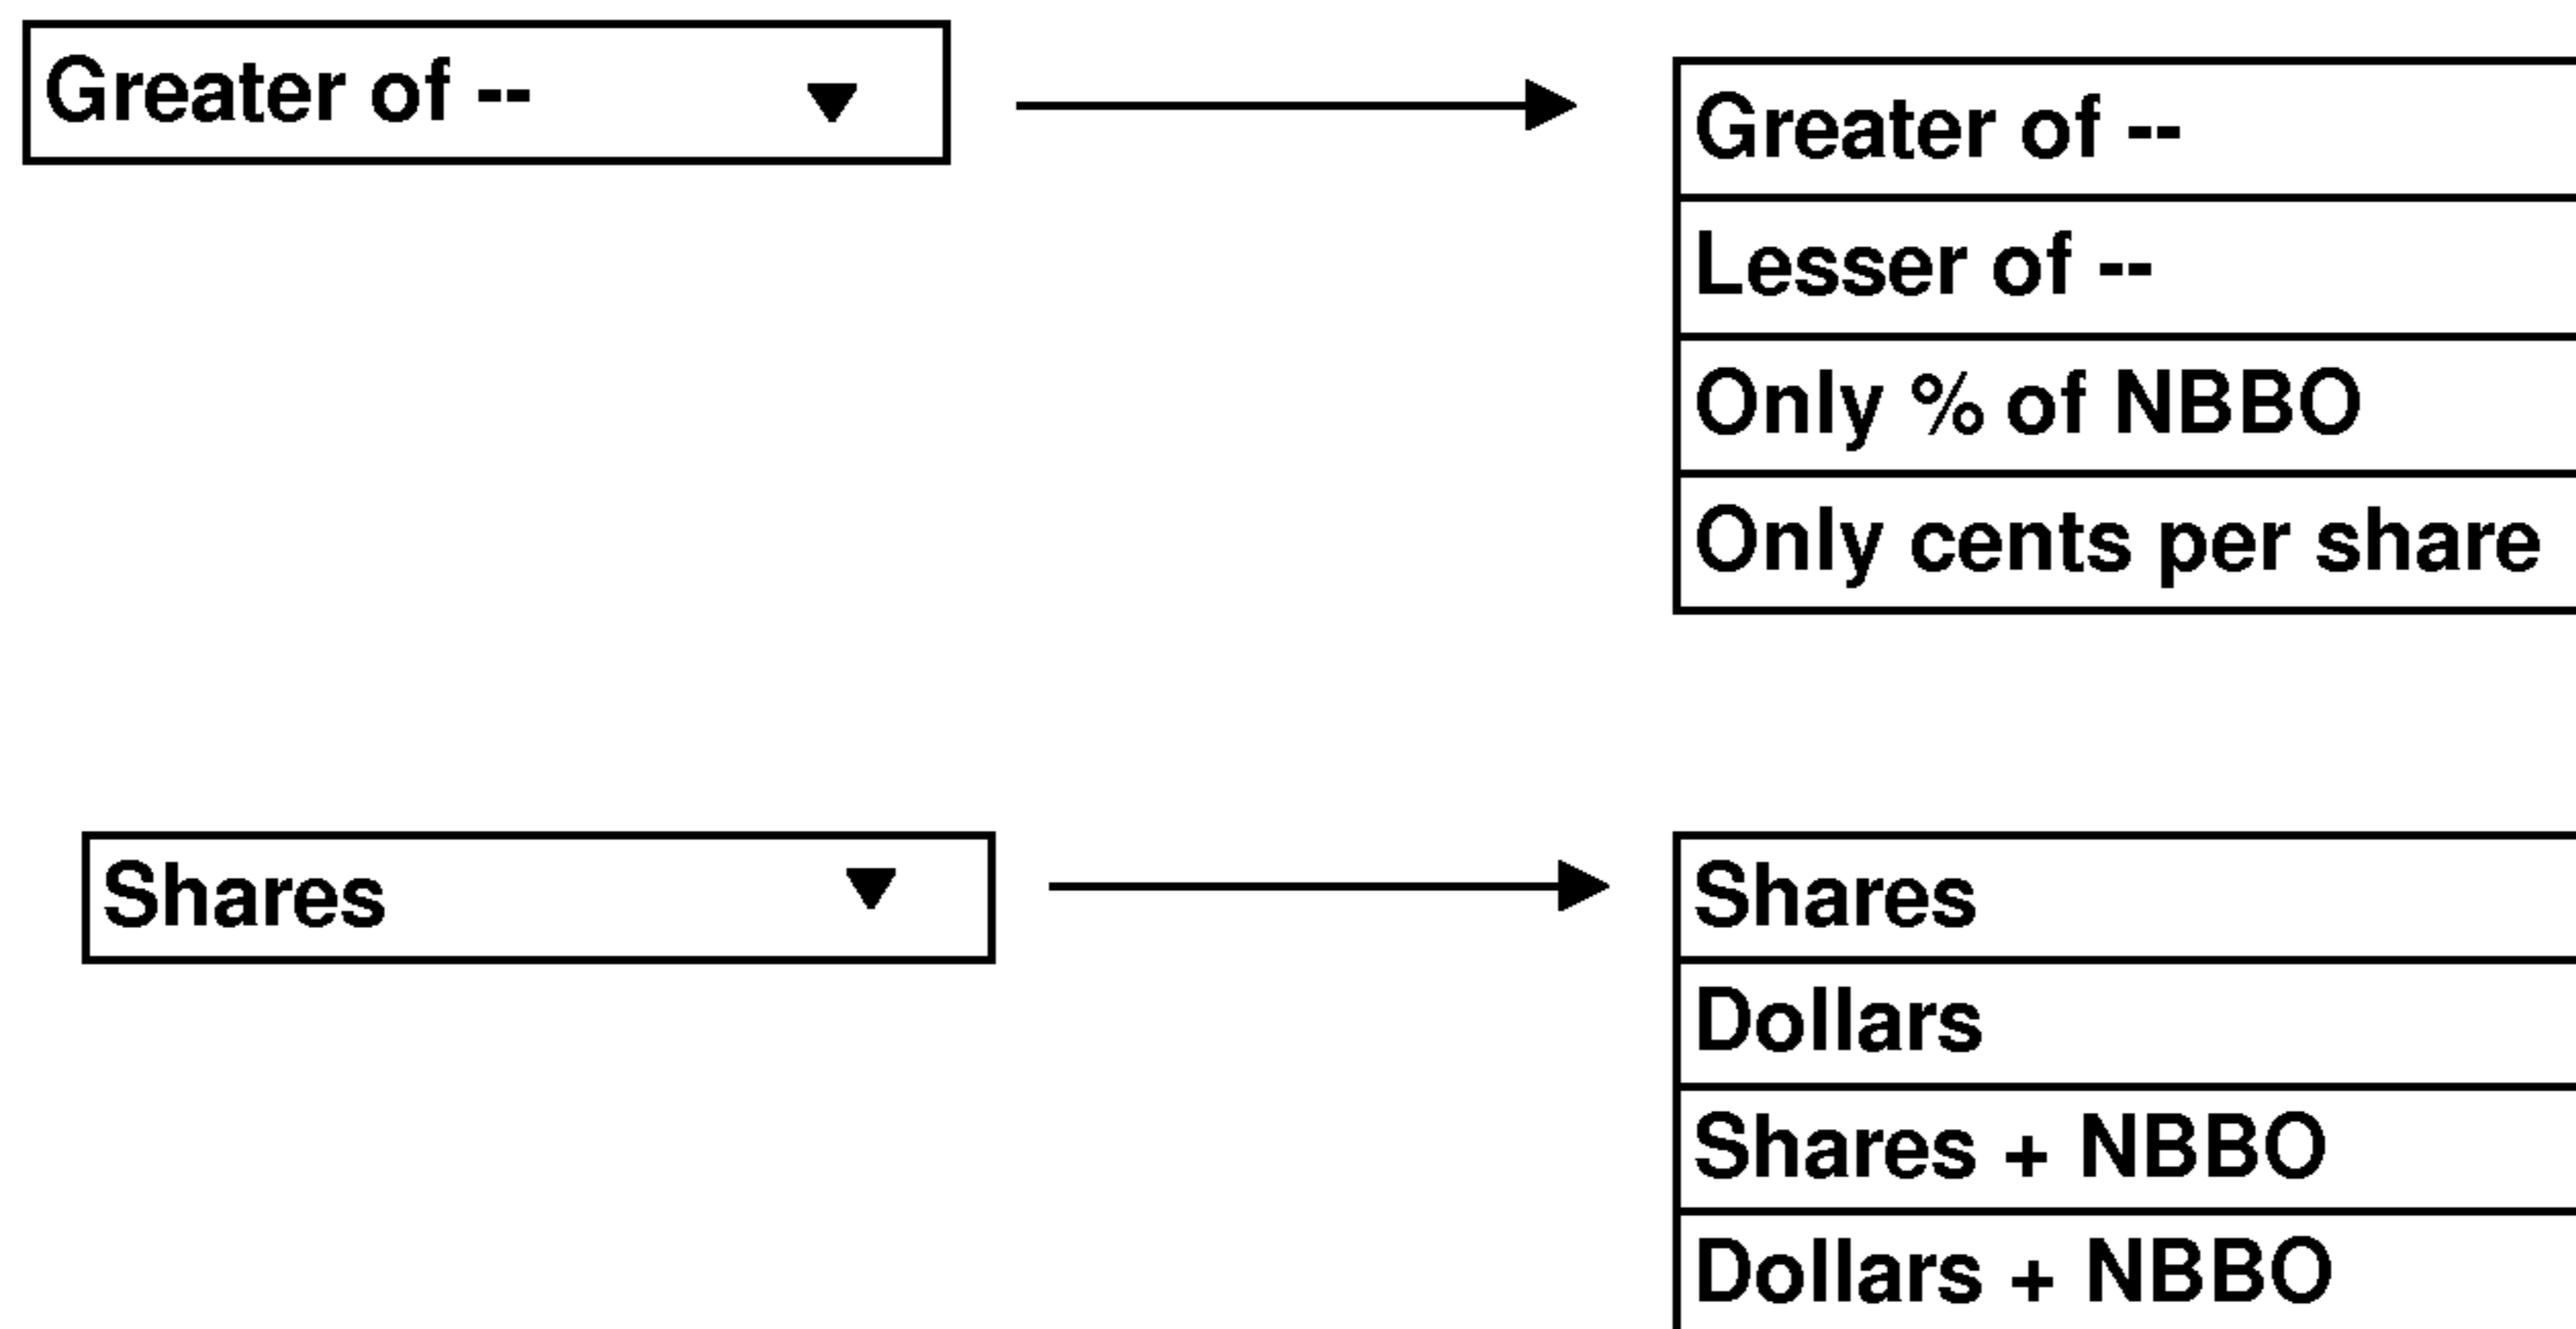 Greater of --
Greater of --
Lesser of --
Only % of NBBO
Only cents per share
Shares
Shares
Dollars
Shares + NBBO
Dollars + NBBO